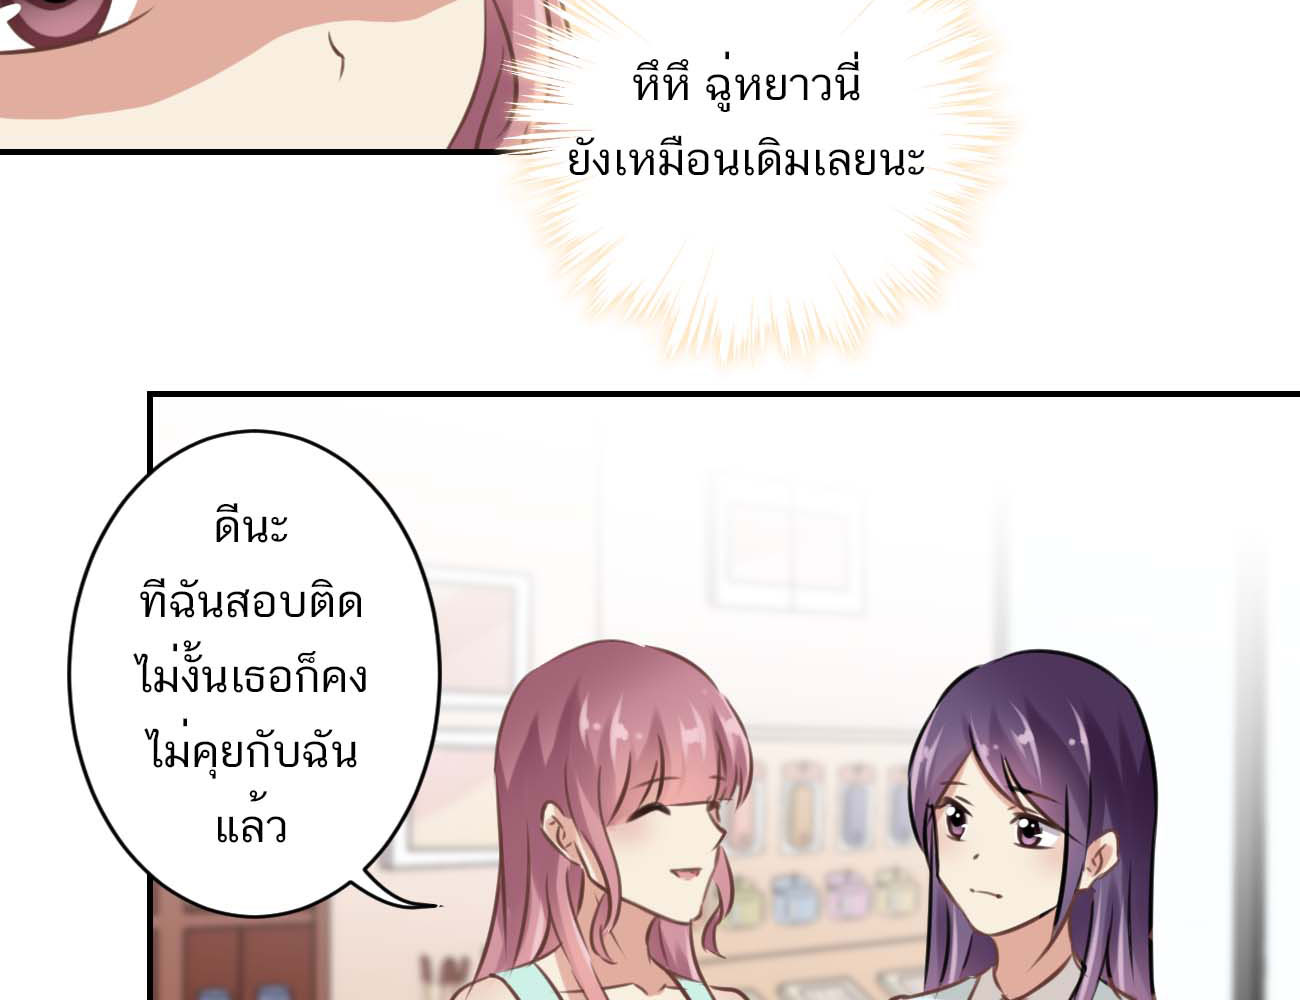 หึหึ ฉู่หยาวนี่
ยังเหมือนเดิมเลยนะ
ดีนะ
ทีฉันสอบติด
ไม่งั้นเธอก็คง
ไม่คุยกับฉัน
แล้ว